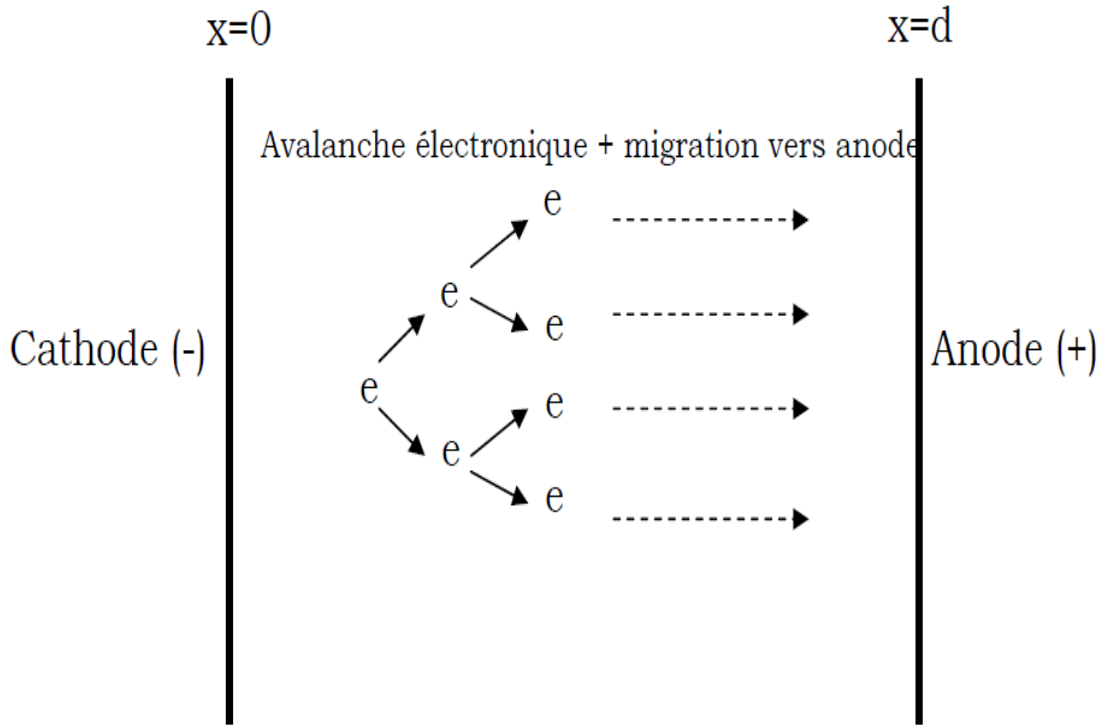 x=0
x=d
Avalanche électronique + migration vers anode
e
e
e
Cathode (-)
Anode (+)
e
e
e
e